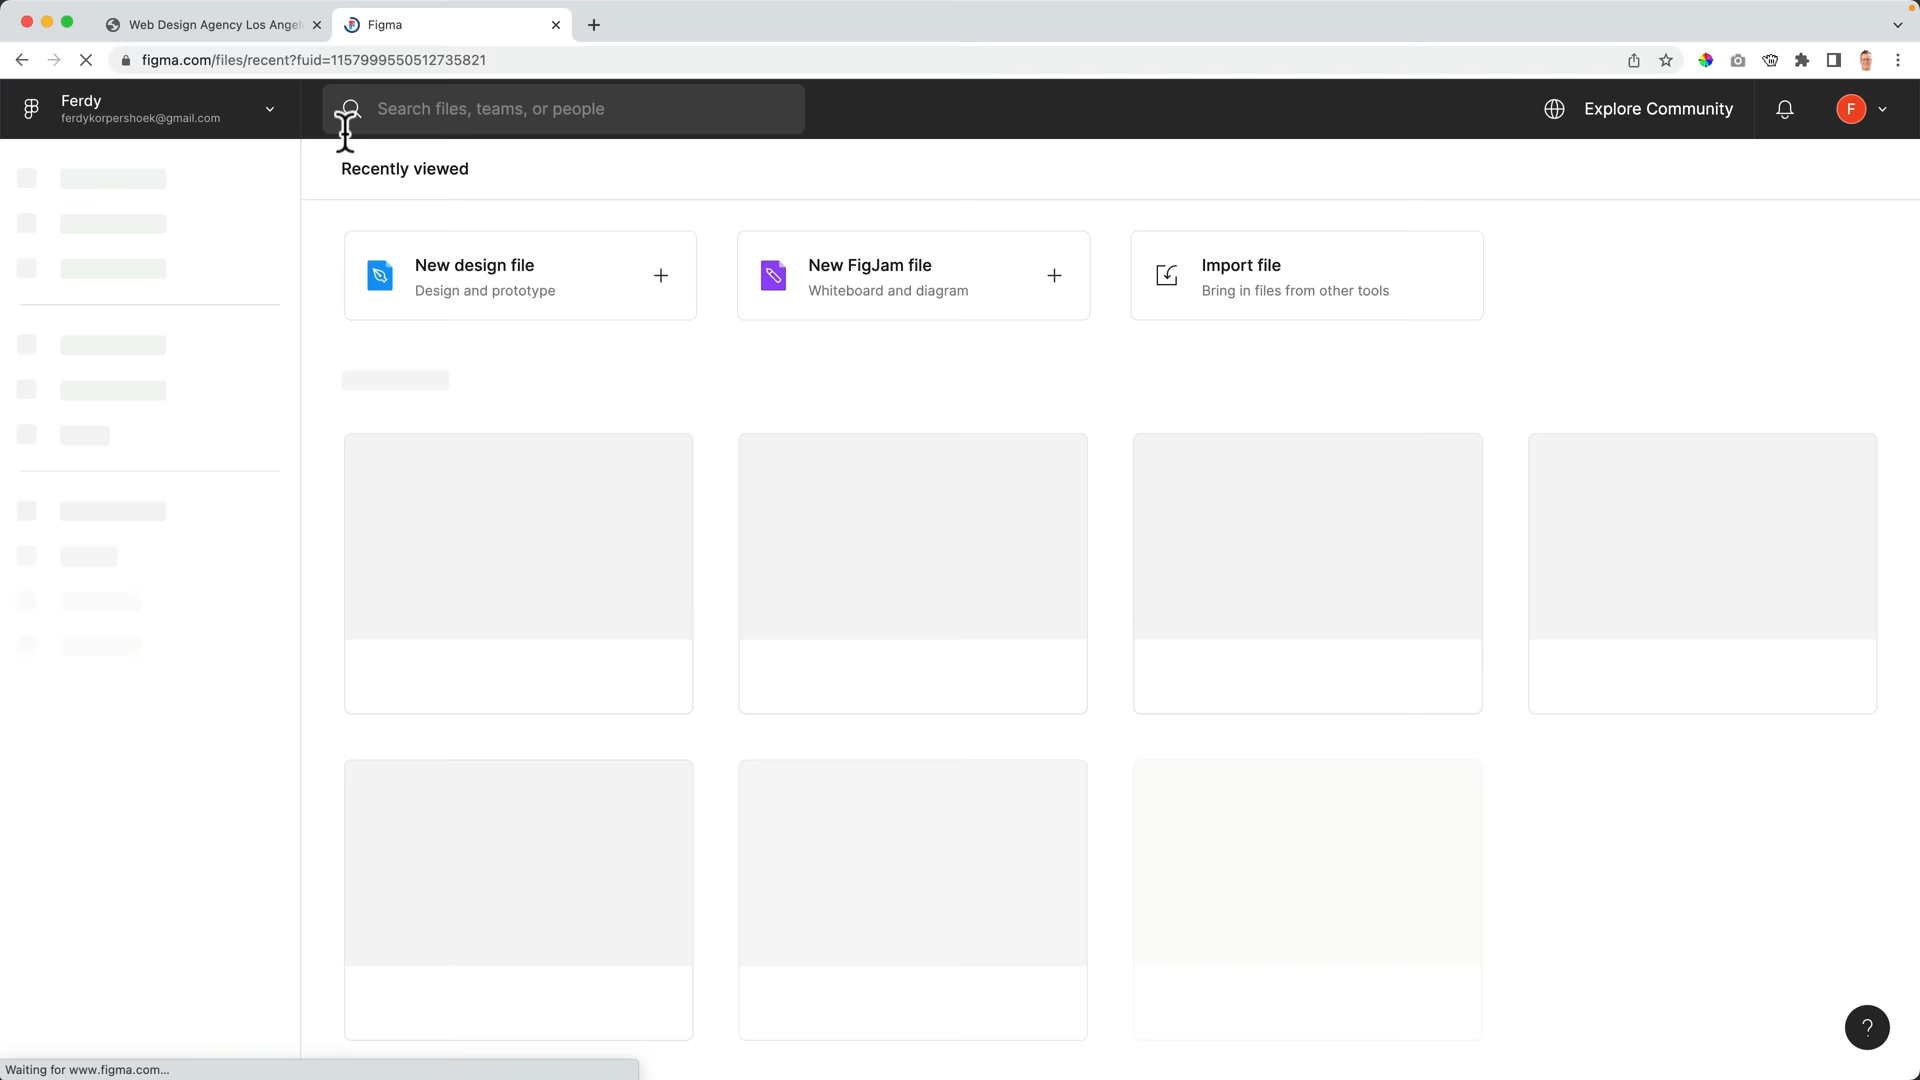 Web Design Agency Los Angel
Figma
figma.com/files/recent?fuid=1157999550512735821
Ferdy
ferdykorpershoek@gmail.com
Search files, teams, or people
Explore Community
F
Recently viewed
New design file
Design and prototype
New FigJam file
Whiteboard and diagram
Import file
Bring in files from other tools
?
Waiting for www.figma.com...